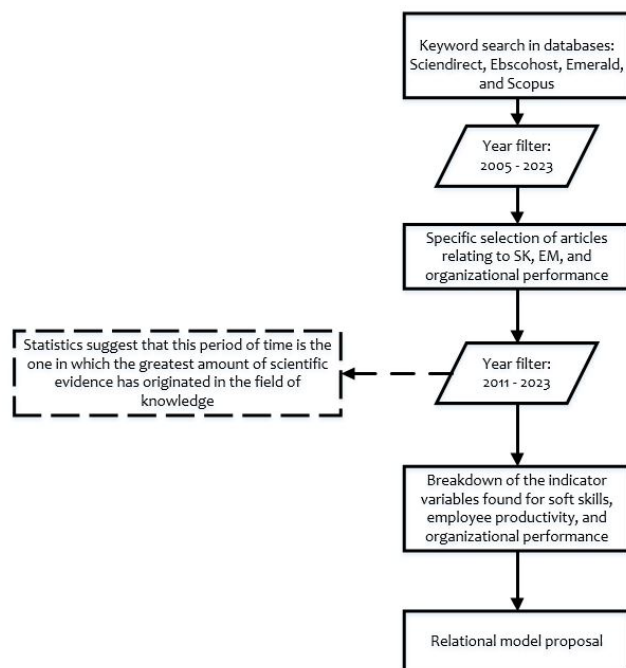 Keyword search in databases:
Sciendirect, Ebscohost, Emerald,
and Scopus
Year filter:
2005 - 2023
Specific selection of articles
relating to SK, EM, and
organizational performance
Statistics suggest that this period of time is the
one in which the greatest amount of scientific
evidence has originated in the field of
knowledge
Year filter:
2011 - 2023
Breakdown of the indicator
variables found for soft skills,
employee productivity, and
organizational performance
Relational model proposal